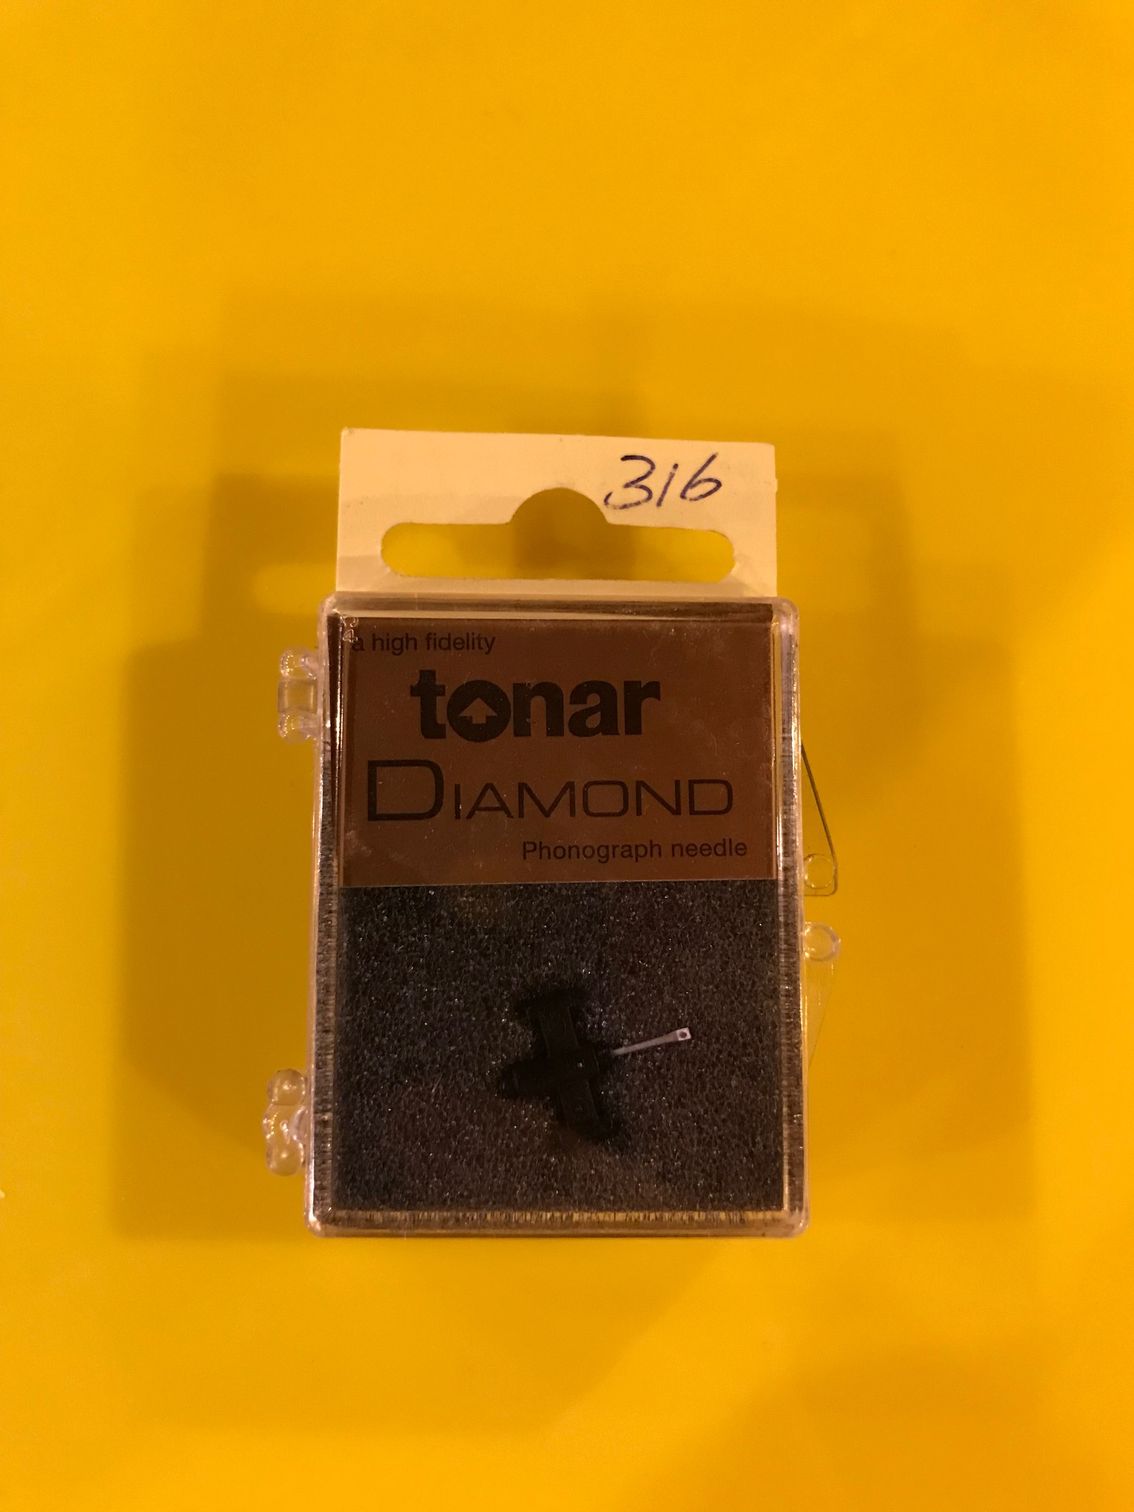 316
a high fidelity
tonar
DIAMOND
Phonograph needle